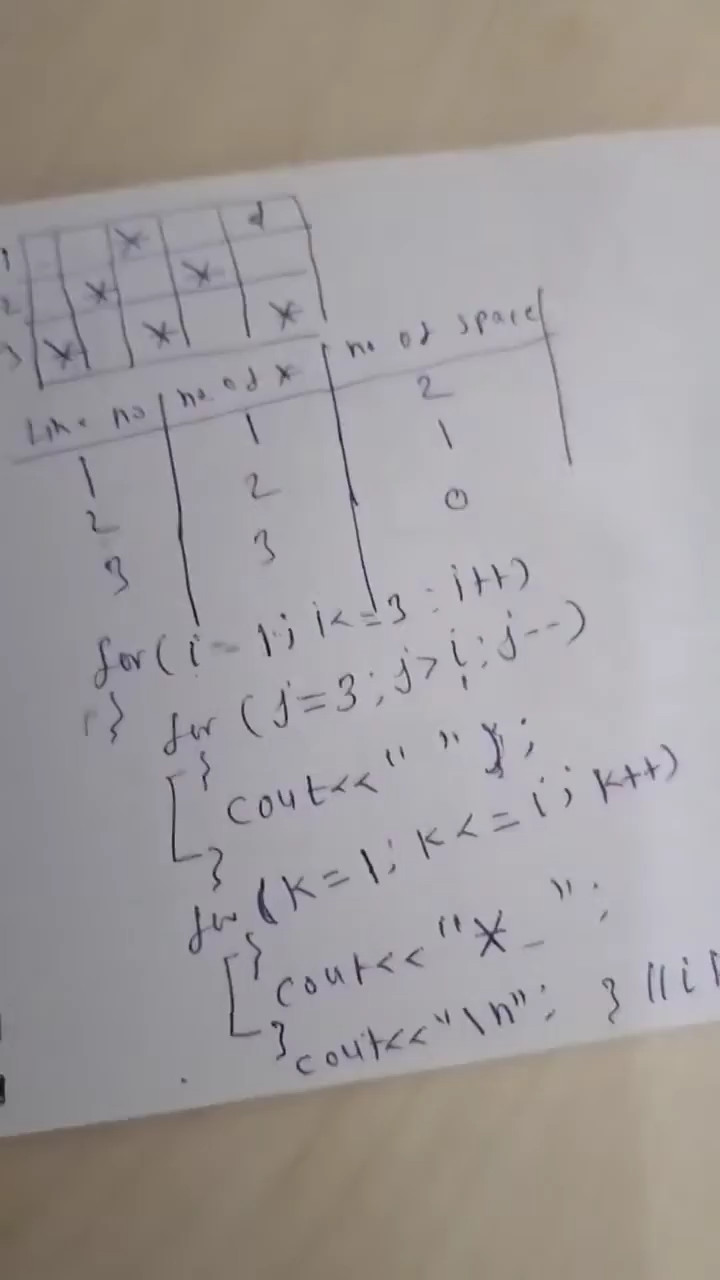 1 * d
2 * *
3 * * *
Line no no. of * no of space
1 1 2
2 2 1
3 3 0
for(i=1; i<=3; i++)
{ for (j=3; j>i; j--)
{
cout<<" ";
}
for (k=1; k<=i; k++)
{
cout<<"*_";
}
cout<<"\n"; } //i